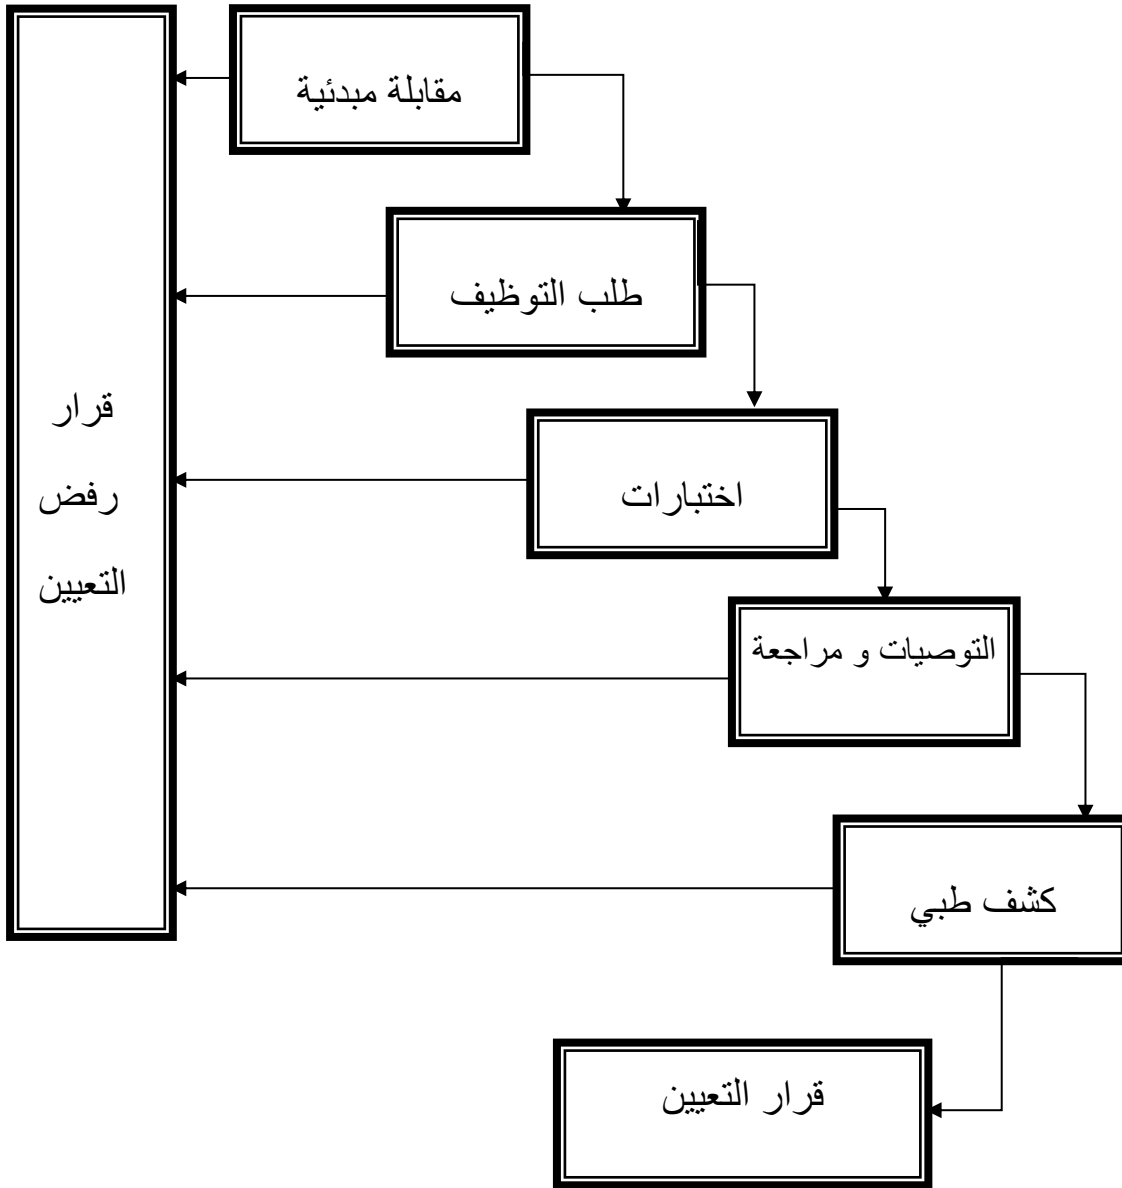 مقابلة مبدئية
طلب التوظيف
اختبارات
التوصيات و مراجعة
كشف طبي
قرار التعيين
قرار
رفض
التعيين